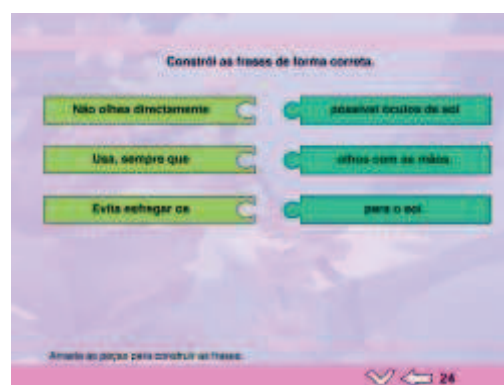 Constrói as frases de forma correta.
Não olhes directamente
possível óculos de sol
Usa, sempre que
olhos com as mãos.
Evita esfregar os
para o sol.
Arrasta as peças para construir as frases.
24